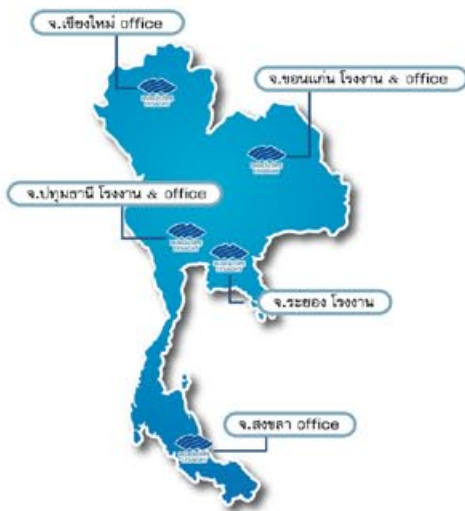 จ.เชียงใหม่ office
จ.ขอนแก่น โรงงาน & office
จ.ปทุมธานี โรงงาน & office
จ.ระยอง โรงงาน
จ.สงขลา office